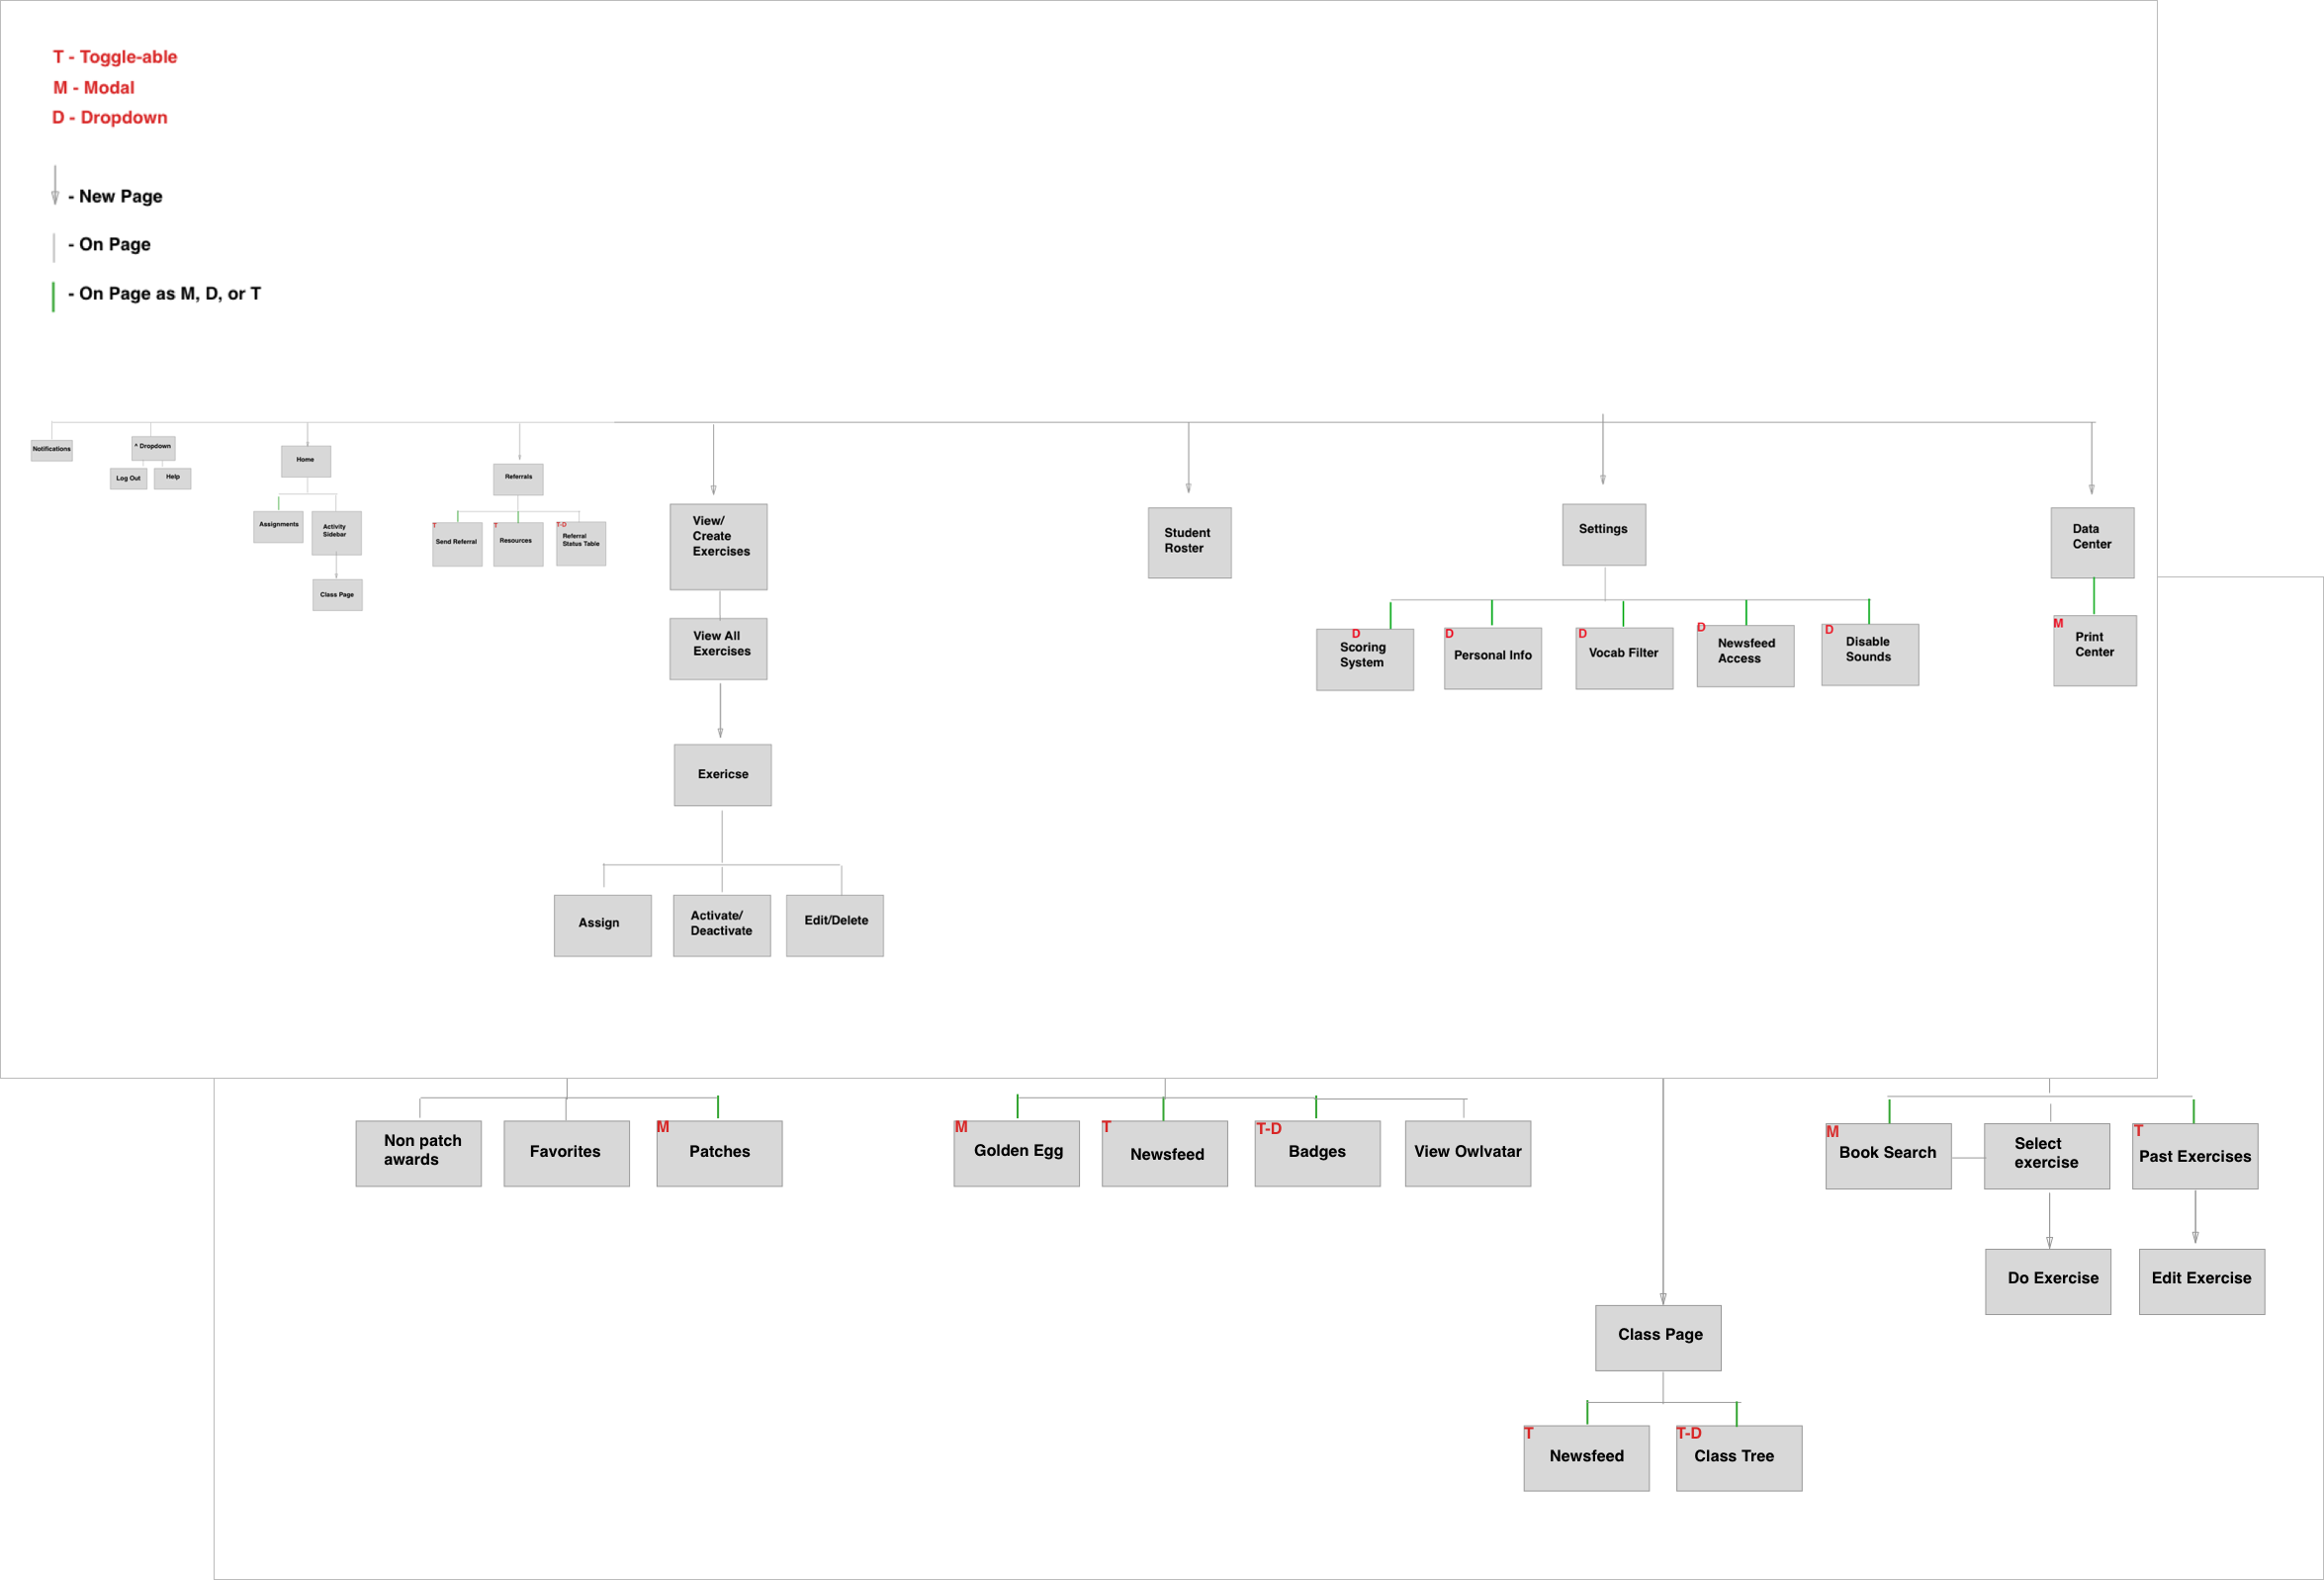 T - Toggle-able
M - Modal
D - Dropdown
- New Page
- On Page
- On Page as M, D, or T
Notifications
^ Dropdown
Log Out
Help
Home
Assignments
Activity
Sidebar
Class Page
Referrals
T
Send Referral
T
Resources
T-D
Referral
Status Table
View/
Create
Exercises
View All
Exercises
Exericse
Assign
Activate/
Deactivate
Edit/Delete
Student
Roster
Settings
D
Scoring
System
D
Personal Info
D
Vocab Filter
D
Newsfeed
Access
D
Disable
Sounds
Data
Center
M
Print
Center
Non patch
awards
Favorites
M
Patches
M
Golden Egg
T
Newsfeed
T-D
Badges
View Owlvatar
Class Page
T
Newsfeed
T-D
Class Tree
M
Book Search
Select
exercise
T
Past Exercises
Do Exercise
Edit Exercise